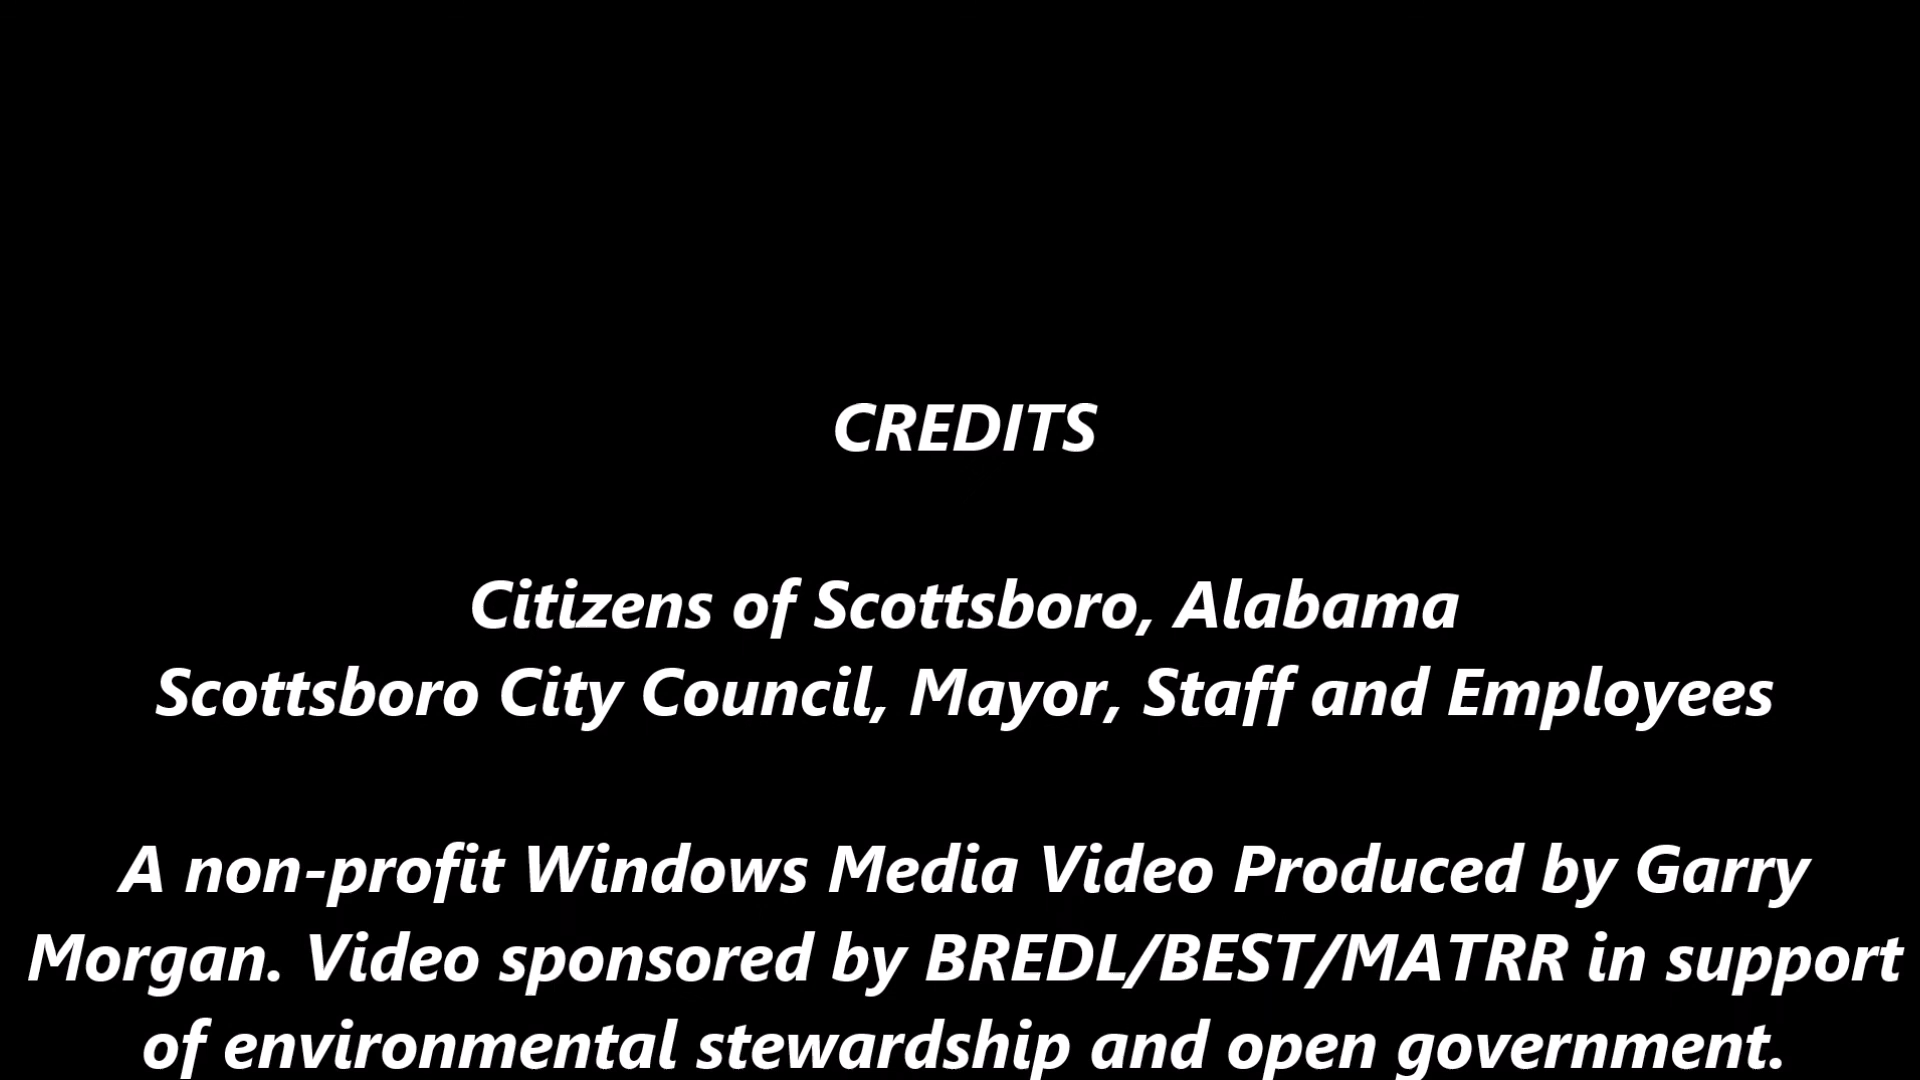 CREDITS
Citizens of Scottsboro, Alabama
Scottsboro City Council, Mayor, Staff and Employees
A non-profit Windows Media Video Produced by Garry
Morgan. Video sponsored by BREDL/BEST/MATRR in support
of environmental stewardship and open government.